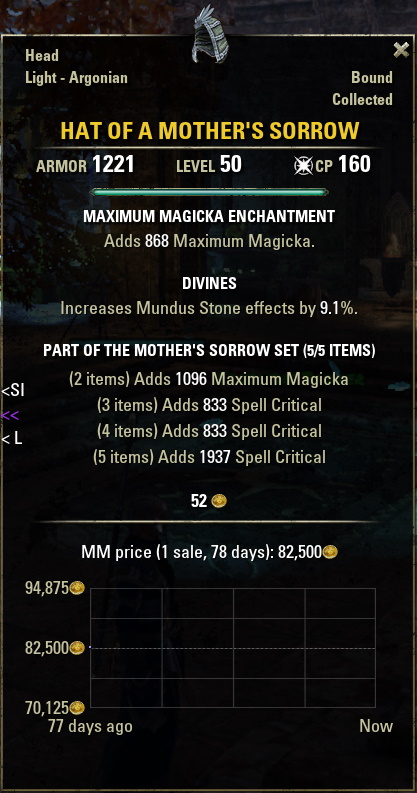 Head
Light - Argonian
Bound
Collected
HAT OF A MOTHER'S SORROW
ARMOR 1221 LEVEL 50 CP 160
MAXIMUM MAGICKA ENCHANTMENT
Adds 868 Maximum Magicka.
DIVINES
Increases Mundus Stone effects by 9.1%.
PART OF THE MOTHER'S SORROW SET (5/5 ITEMS)
(2 items) Adds 1096 Maximum Magicka
<SI
(3 items) Adds 833 Spell Critical
<<
(4 items) Adds 833 Spell Critical
< L
(5 items) Adds 1937 Spell Critical
52
MM price (1 sale, 78 days): 82,500
94,875
82,500
70,125
77 days ago Now